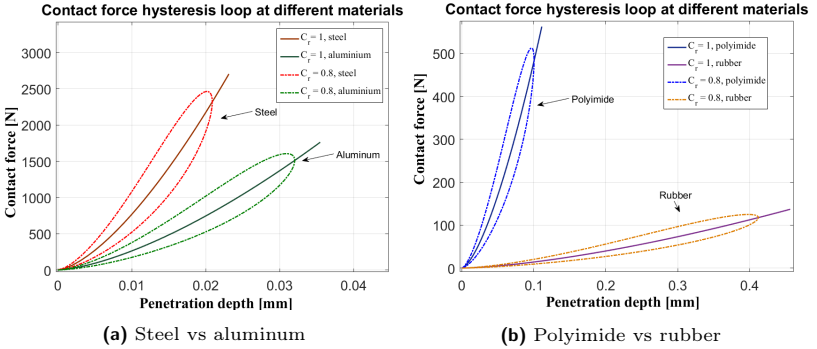 Contact force hysteresis loop at different materials
Contact force [N]
3000
2500
2000
1500
1000
500
0
C_r = 1, steel
C_r = 1, aluminium
C_r = 0.8, steel
C_r = 0.8, aluminium
Steel
Aluminum
0 0.01 0.02 0.03 0.04
Penetration depth [mm]
(a) Steel vs aluminum
Contact force hysteresis loop at different materials
Contact force [N]
500
400
300
200
100
0
C_r = 1, polyimide
C_r = 1, rubber
C_r = 0.8, polyimide
C_r = 0.8, rubber
Polyimide
Rubber
0 0.1 0.2 0.3 0.4
Penetration depth [mm]
(b) Polyimide vs rubber